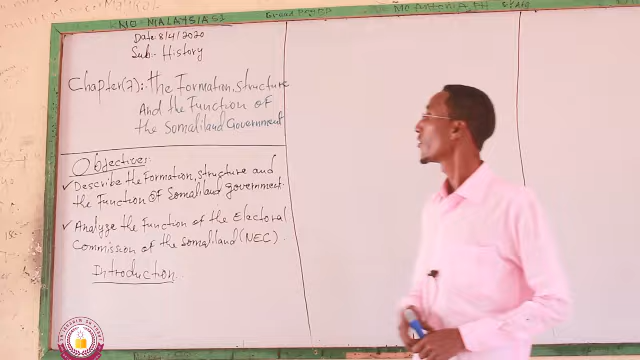 Date 8/4/2020
Sub:- History
Chapter(7):- The Formation, structure
And the Function of
the Somaliland Government
Objectives:
✓ Describe the Formation, structure and
the Function of Somaliland government.
✓ Analyze the Function of the Electoral
Commission of the Somaliland (NEC).
Introduction